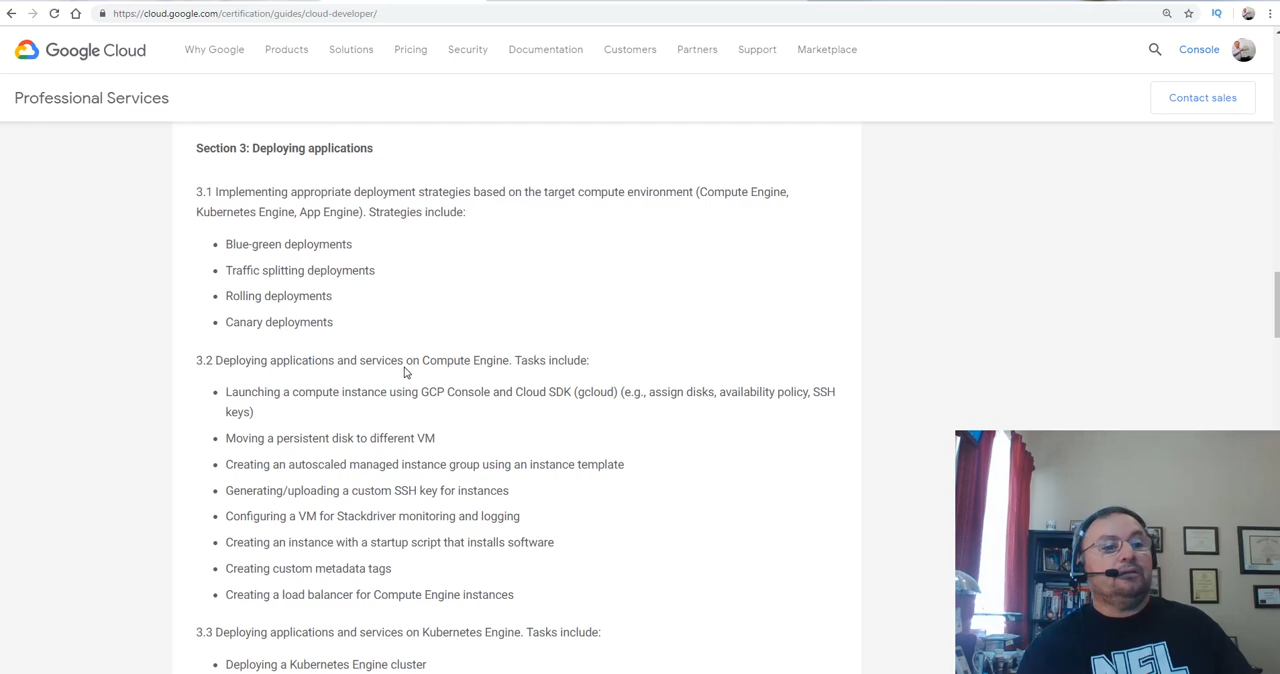 https://cloud.google.com/certification/guides/cloud-developer/
IQ
Google Cloud
Why Google
Products
Solutions
Pricing
Security
Documentation
Customers
Partners
Support
Marketplace
Console
Professional Services
Contact sales
Section 3: Deploying applications
3.1 Implementing appropriate deployment strategies based on the target compute environment (Compute Engine,
Kubernetes Engine, App Engine). Strategies include:
• Blue-green deployments
• Traffic splitting deployments
• Rolling deployments
• Canary deployments
3.2 Deploying applications and services on Compute Engine. Tasks include:
• Launching a compute instance using GCP Console and Cloud SDK (gcloud) (e.g., assign disks, availability policy, SSH
keys)
• Moving a persistent disk to different VM
• Creating an autoscaled managed instance group using an instance template
• Generating/uploading a custom SSH key for instances
• Configuring a VM for Stackdriver monitoring and logging
• Creating an instance with a startup script that installs software
• Creating custom metadata tags
• Creating a load balancer for Compute Engine instances
3.3 Deploying applications and services on Kubernetes Engine. Tasks include:
• Deploying a Kubernetes Engine cluster
NFL